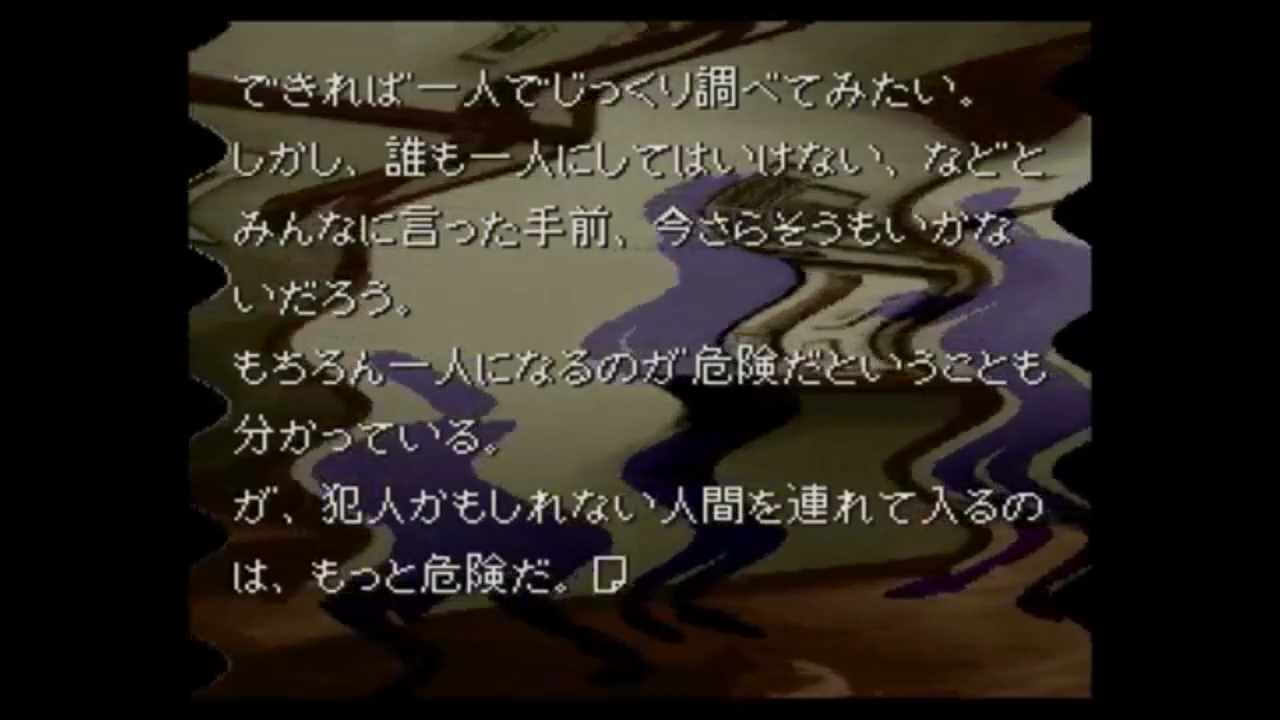 できれば一人でじっくり調べてみたい。
しかし、誰も一人にしてはいけない、などと
みんなに言った手前、今さらそうもいかな
いだろう。
もちろん一人になるのが危険だということも
分かっている。
が、犯人かもしれない人間を連れて入るの
は、もっと危険だ。